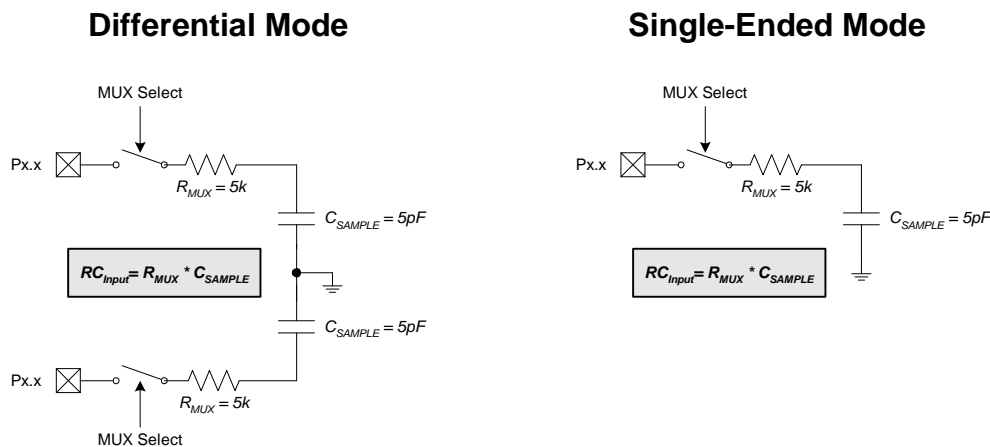 Differential Mode
MUX Select
Px.x
R_MUX = 5k
C_SAMPLE = 5pF
RC_Input = R_MUX * C_SAMPLE
C_SAMPLE = 5pF
Px.x
R_MUX = 5k
MUX Select
Single-Ended Mode
MUX Select
Px.x
R_MUX = 5k
C_SAMPLE = 5pF
RC_Input = R_MUX * C_SAMPLE